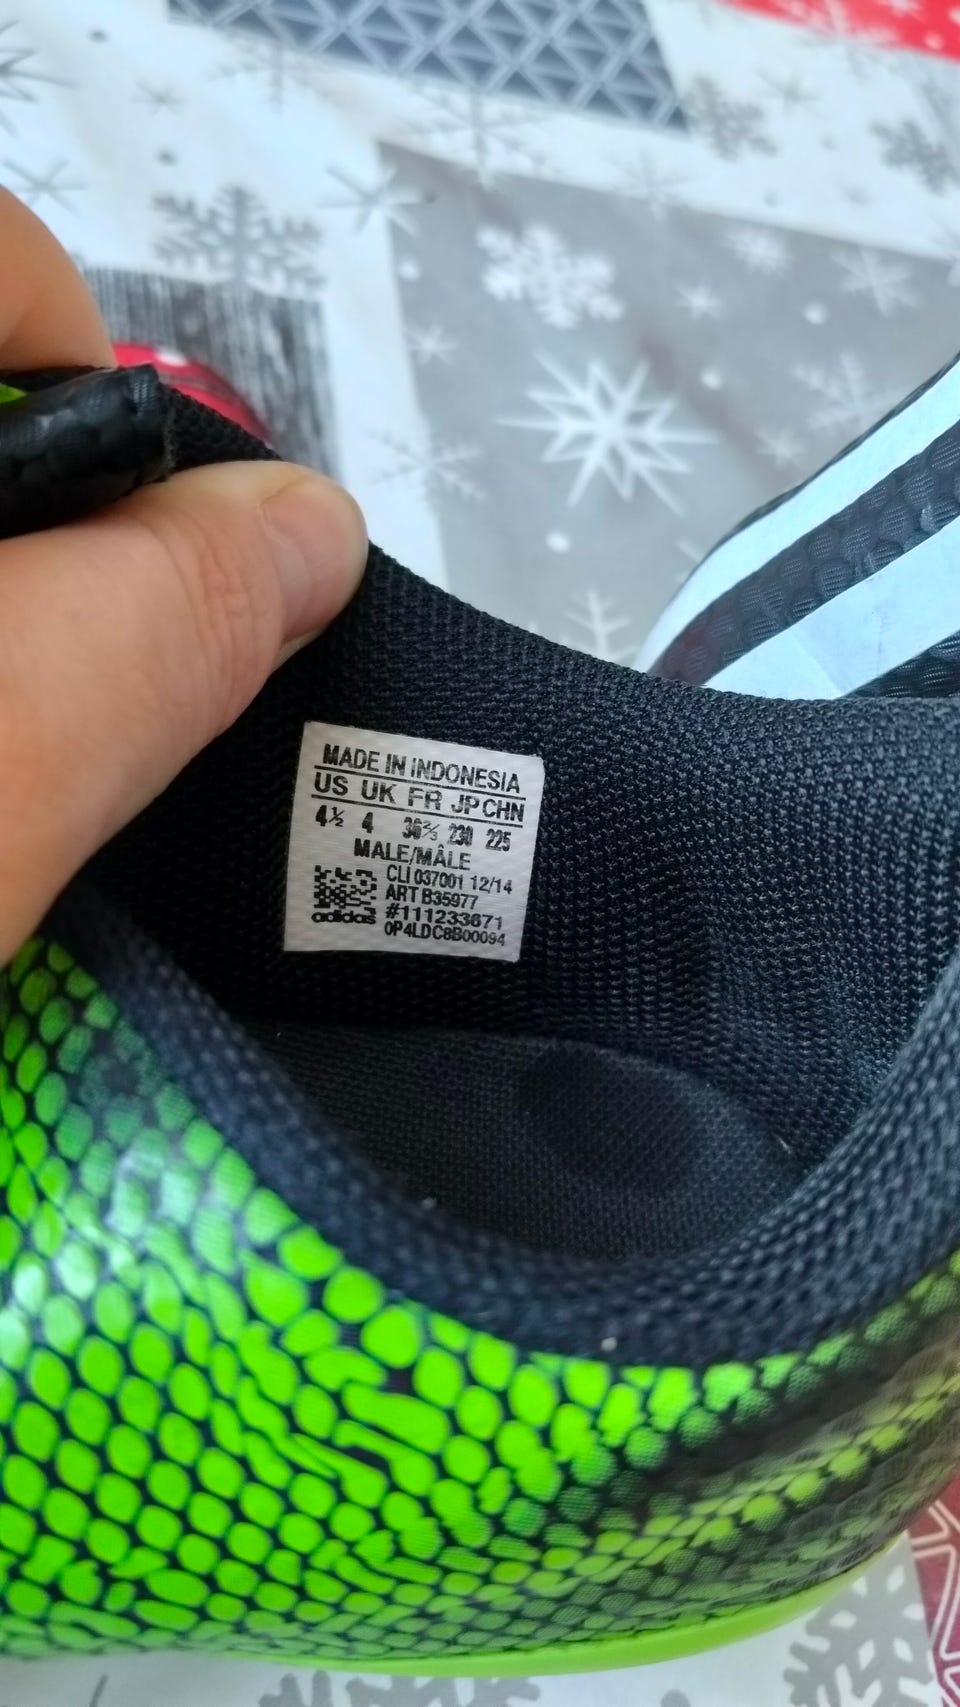 MADE IN INDONESIA
US UK FR JP CHN
4½ 4 36⅔ 230 225
MALE/MÂLE
CLI 037001 12/14
ART B35977
#111233671
0P4LDC8B00094
adidas